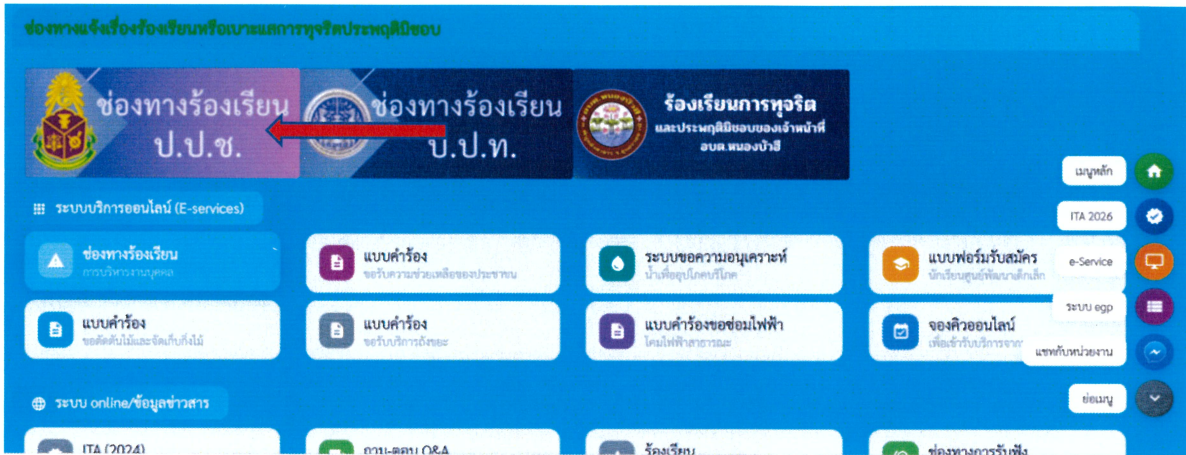 ช่องทางแจ้งเรื่องร้องเรียนหรือเบาะแสการทุจริตประพฤติมิชอบ
ช่องทางร้องเรียน
ป.ป.ช.
ช่องทางร้องเรียน
ป.ป.ท.
ร้องเรียนการทุจริต
และประพฤติมิชอบของเจ้าหน้าที่
อบต.หนองบัวฮี
เมนูหลัก
ระบบบริการออนไลน์ (E-services)
ITA 2026
ช่องทางร้องเรียน
การบริหารงานบุคคล
แบบคำร้อง
ขอรับความช่วยเหลือของประชาชน
ระบบขอความอนุเคราะห์
น้ำเพื่ออุปโภคบริโภค
แบบฟอร์มรับสมัคร
นักเรียนศูนย์พัฒนาเด็กเล็ก
e-Service
ระบบ egp
แบบคำร้อง
ขอตัดต้นไม้และจัดเก็บกิ่งไม้
แบบคำร้อง
ขอรับบริการถังขยะ
แบบคำร้องขอซ่อมไฟฟ้า
โคมไฟฟ้าสาธารณะ
จองคิวออนไลน์
เพื่อเข้ารับบริการจาก
แชทกับหน่วยงาน
ย่อเมนู
ระบบ online/ข้อมูลข่าวสาร
ITA (2024)
ถาม-ตอบ Q&A
ร้องเรียน
ช่องทางการรับฟัง